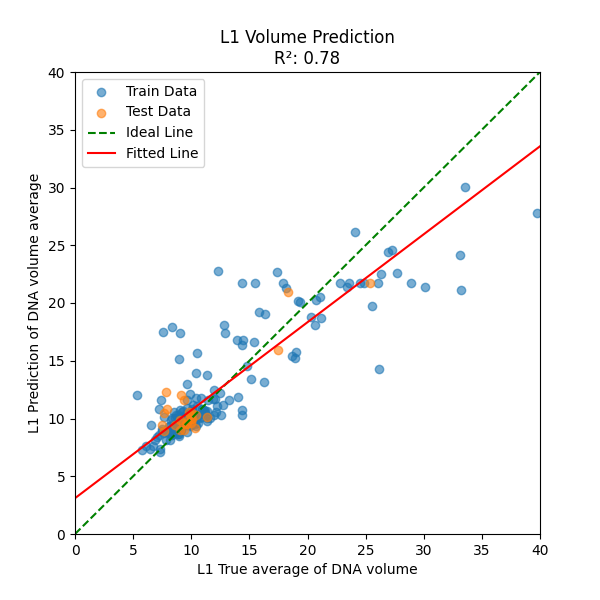 L1 Volume Prediction
R²: 0.78
Train Data
Test Data
Ideal Line
Fitted Line
40
35
30
25
20
15
10
5
0
L1 Prediction of DNA volume average
0 5 10 15 20 25 30 35 40
L1 True average of DNA volume